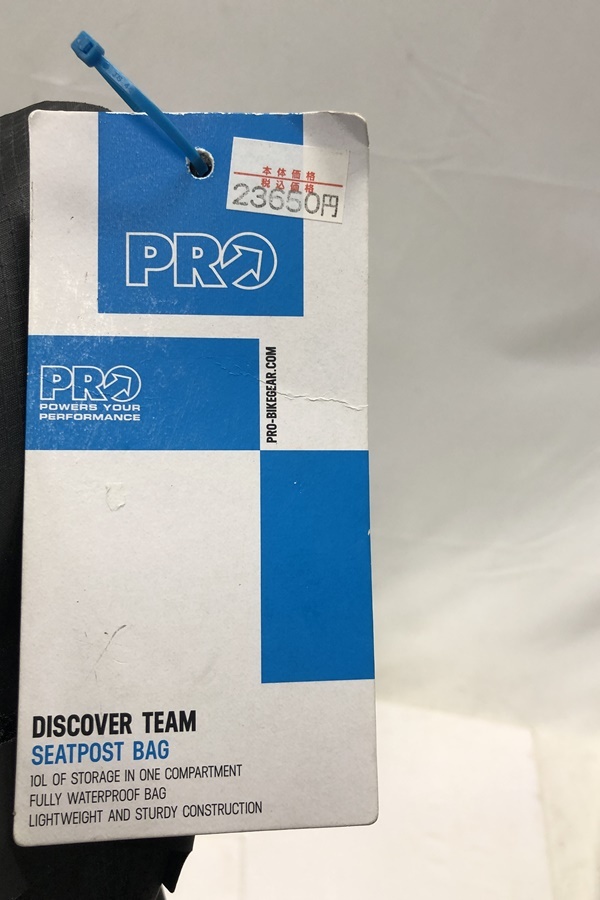 本体価格
税込価格
23650円
PRO
PRO
POWERS YOUR
PERFORMANCE
PRO-BIKEGEAR.COM
DISCOVER TEAM
SEATPOST BAG
10L OF STORAGE IN ONE COMPARTMENT
FULLY WATERPROOF BAG
LIGHTWEIGHT AND STURDY CONSTRUCTION